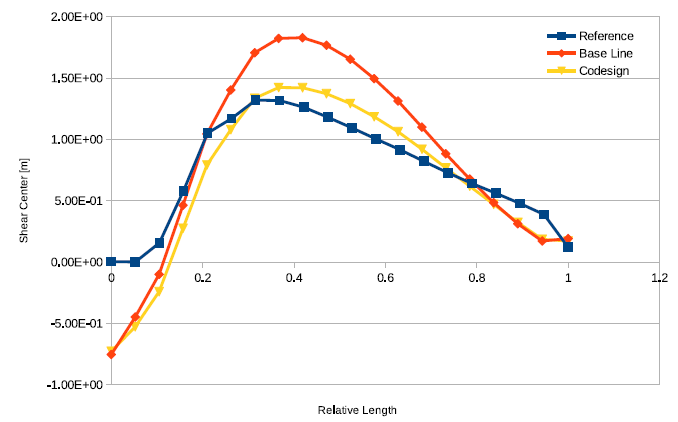 2.00E+00
Reference
Base Line
Codesign
1.50E+00
1.00E+00
Shear Center [m]
5.00E-01
0.00E+00
0 0.2 0.4 0.6 0.8 1 1.2
-5.00E-01
-1.00E+00
Relative Length